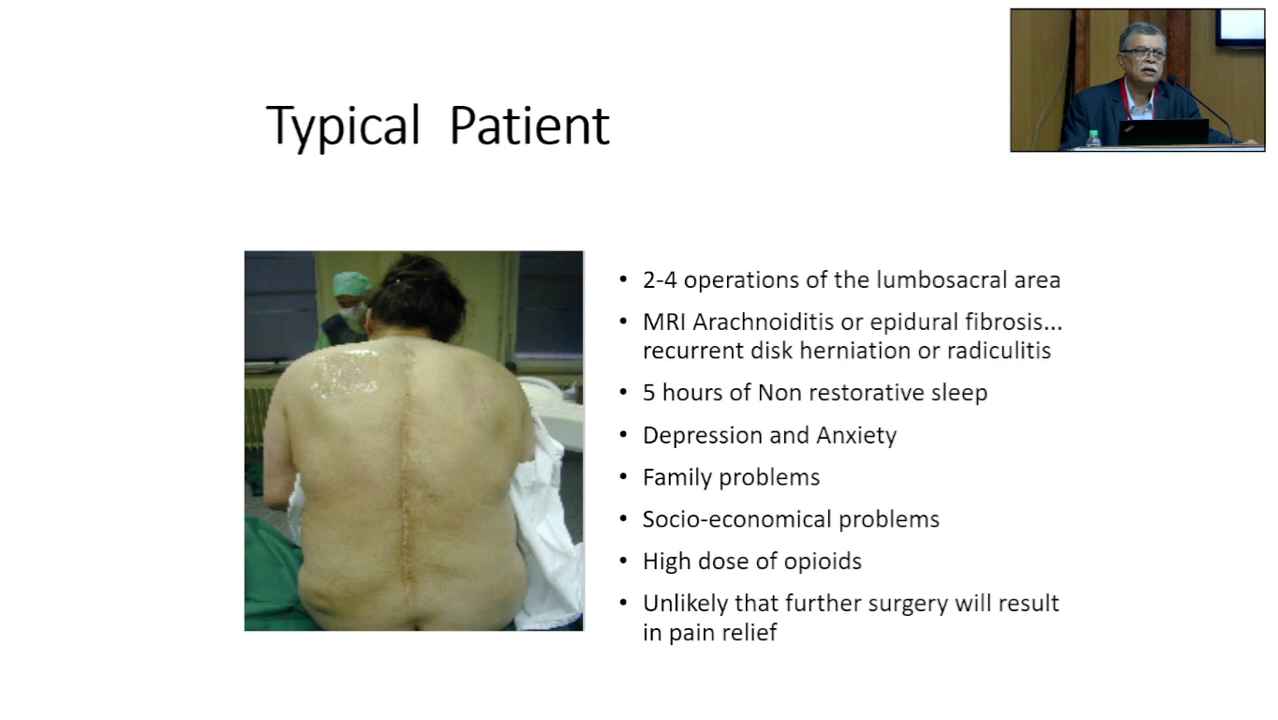 Typical Patient
• 2-4 operations of the lumbosacral area
• MRI Arachnoiditis or epidural fibrosis...
recurrent disk herniation or radiculitis
• 5 hours of Non restorative sleep
• Depression and Anxiety
• Family problems
• Socio-economical problems
• High dose of opioids
• Unlikely that further surgery will result
in pain relief